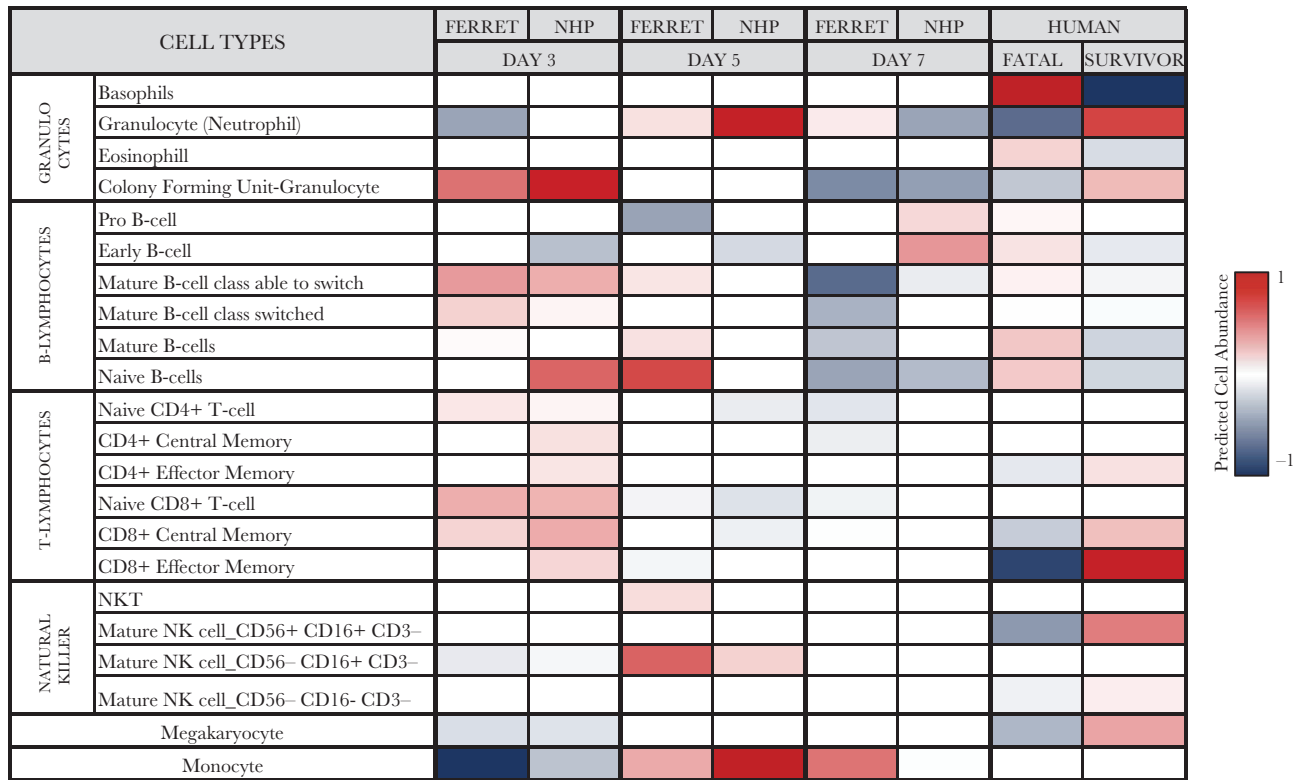 CELL TYPES
FERRET NHP FERRET NHP FERRET NHP HUMAN
DAY 3 DAY 5 DAY 7 FATAL SURVIVOR
GRANULO
CYTES
Basophils
Granulocyte (Neutrophil)
Eosinophill
Colony Forming Unit-Granulocyte
B-LYMPHOCYTES
Pro B-cell
Early B-cell
Mature B-cell class able to switch
Mature B-cell class switched
Mature B-cells
Naive B-cells
T-LYMPHOCYTES
Naive CD4+ T-cell
CD4+ Central Memory
CD4+ Effector Memory
Naive CD8+ T-cell
CD8+ Central Memory
CD8+ Effector Memory
NATURAL
KILLER
NKT
Mature NK cell_CD56+ CD16+ CD3–
Mature NK cell_CD56– CD16+ CD3–
Mature NK cell_CD56– CD16- CD3–
Megakaryocyte
Monocyte
Predicted Cell Abundance
1
–1